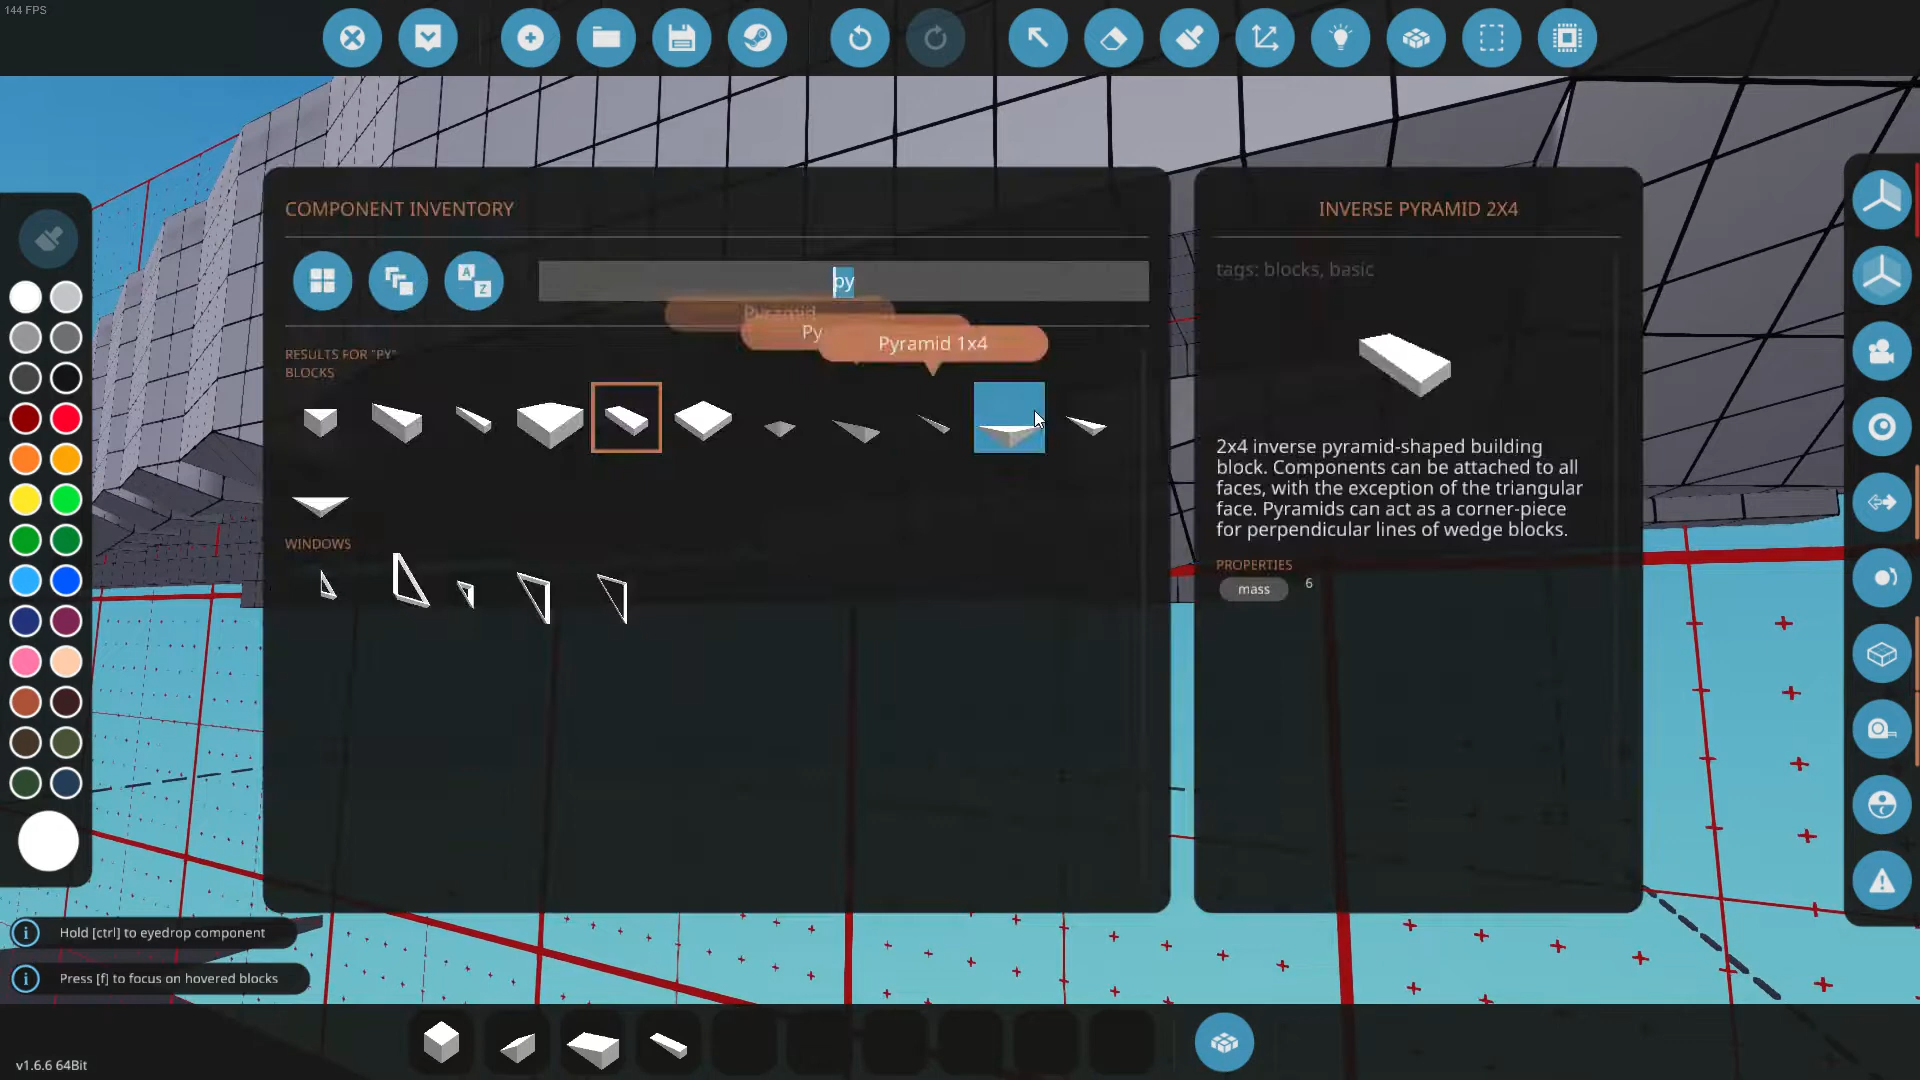 144 FPS
COMPONENT INVENTORY
A
Z
py
Pyramid
Py
Pyramid 1x4
RESULTS FOR "PY"
BLOCKS
WINDOWS
INVERSE PYRAMID 2X4
tags: blocks, basic
2x4 inverse pyramid-shaped building
block. Components can be attached to all
faces, with the exception of the triangular
face. Pyramids can act as a corner-piece
for perpendicular lines of wedge blocks.
PROPERTIES
mass 6
Hold [ctrl] to eyedrop component
Press [f] to focus on hovered blocks
v1.6.6 64Bit